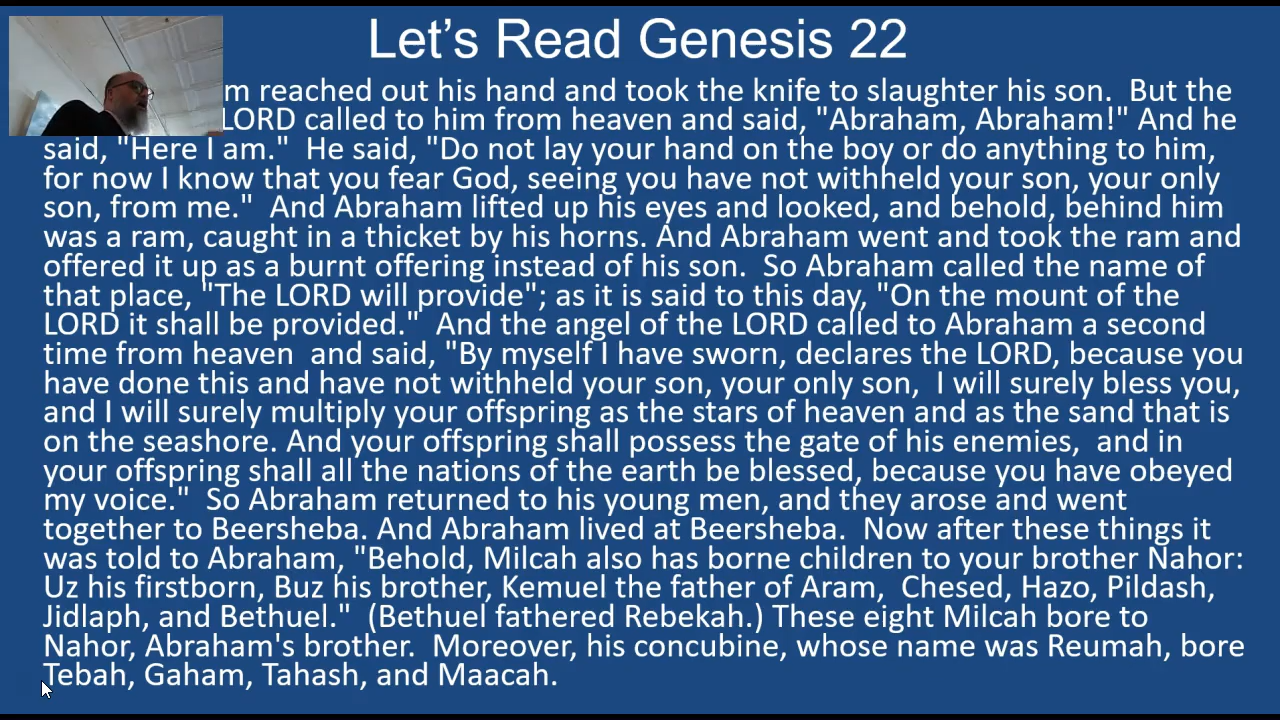 Let's Read Genesis 22
m reached out his hand and took the knife to slaughter his son.  But the
LORD called to him from heaven and said, "Abraham, Abraham!" And he
said, "Here I am."  He said, "Do not lay your hand on the boy or do anything to him,
for now I know that you fear God, seeing you have not withheld your son, your only
son, from me."  And Abraham lifted up his eyes and looked, and behold, behind him
was a ram, caught in a thicket by his horns. And Abraham went and took the ram and
offered it up as a burnt offering instead of his son.  So Abraham called the name of
that place, "The LORD will provide"; as it is said to this day, "On the mount of the
LORD it shall be provided."  And the angel of the LORD called to Abraham a second
time from heaven  and said, "By myself I have sworn, declares the LORD, because you
have done this and have not withheld your son, your only son,  I will surely bless you,
and I will surely multiply your offspring as the stars of heaven and as the sand that is
on the seashore. And your offspring shall possess the gate of his enemies,  and in
your offspring shall all the nations of the earth be blessed, because you have obeyed
my voice."  So Abraham returned to his young men, and they arose and went
together to Beersheba. And Abraham lived at Beersheba.  Now after these things it
was told to Abraham, "Behold, Milcah also has borne children to your brother Nahor:
Uz his firstborn, Buz his brother, Kemuel the father of Aram,  Chesed, Hazo, Pildash,
Jidlaph, and Bethuel."  (Bethuel fathered Rebekah.) These eight Milcah bore to
Nahor, Abraham's brother.  Moreover, his concubine, whose name was Reumah, bore
Tebah, Gaham, Tahash, and Maacah.